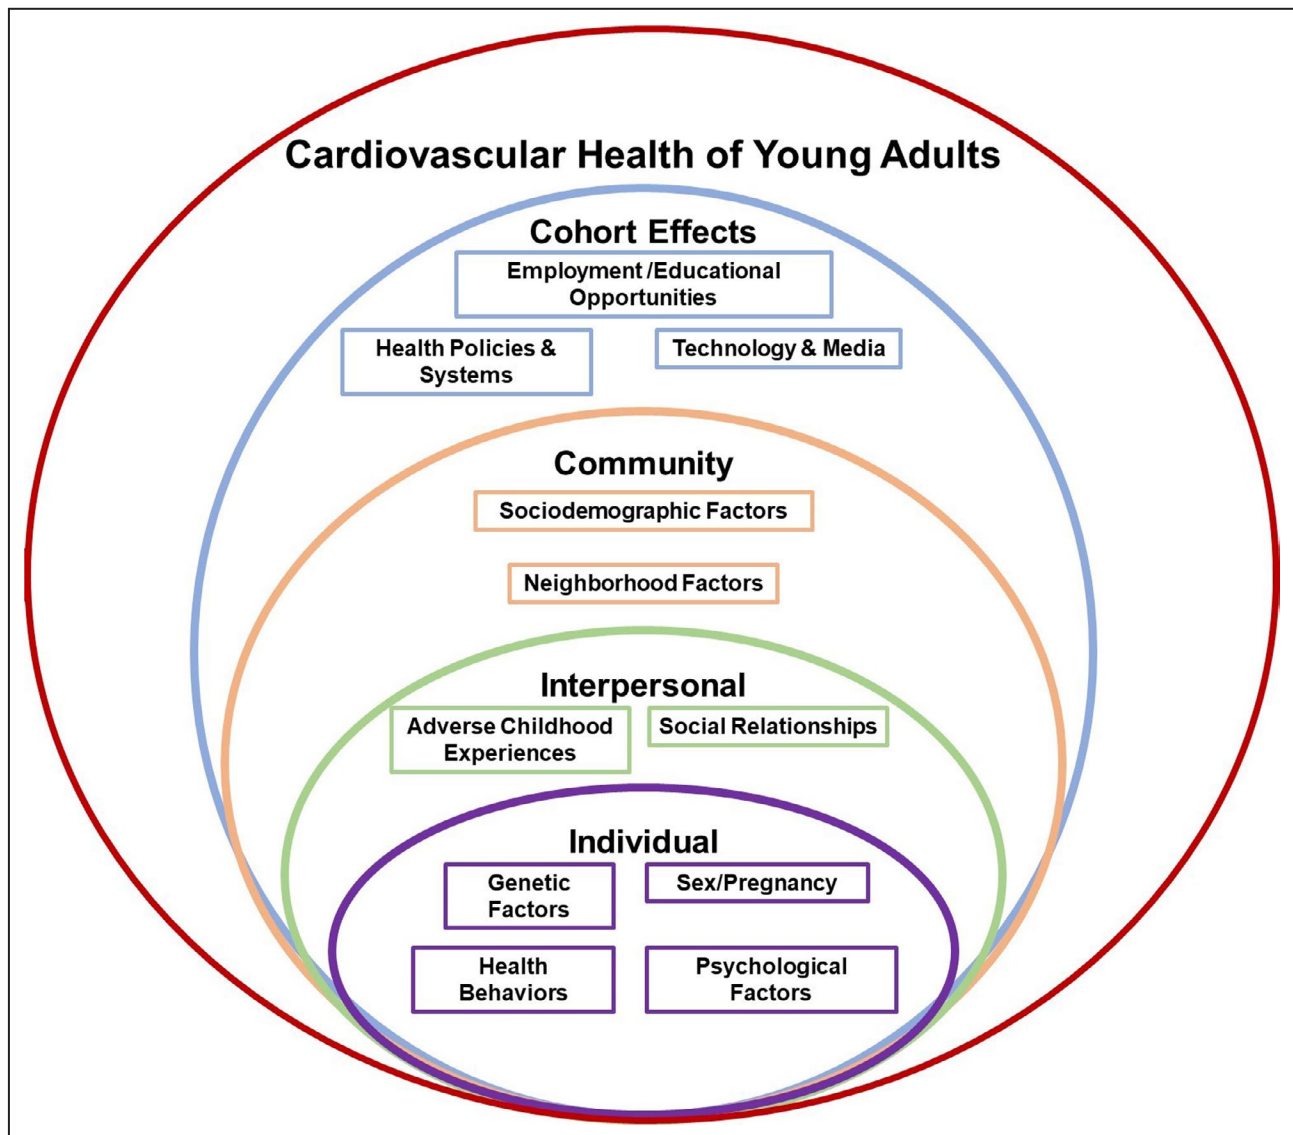 Cardiovascular Health of Young Adults
Cohort Effects
Employment/Educational
Opportunities
Health Policies &
Systems
Technology & Media
Community
Sociodemographic Factors
Neighborhood Factors
Interpersonal
Adverse Childhood
Experiences
Social Relationships
Individual
Genetic
Factors
Sex/Pregnancy
Health
Behaviors
Psychological
Factors